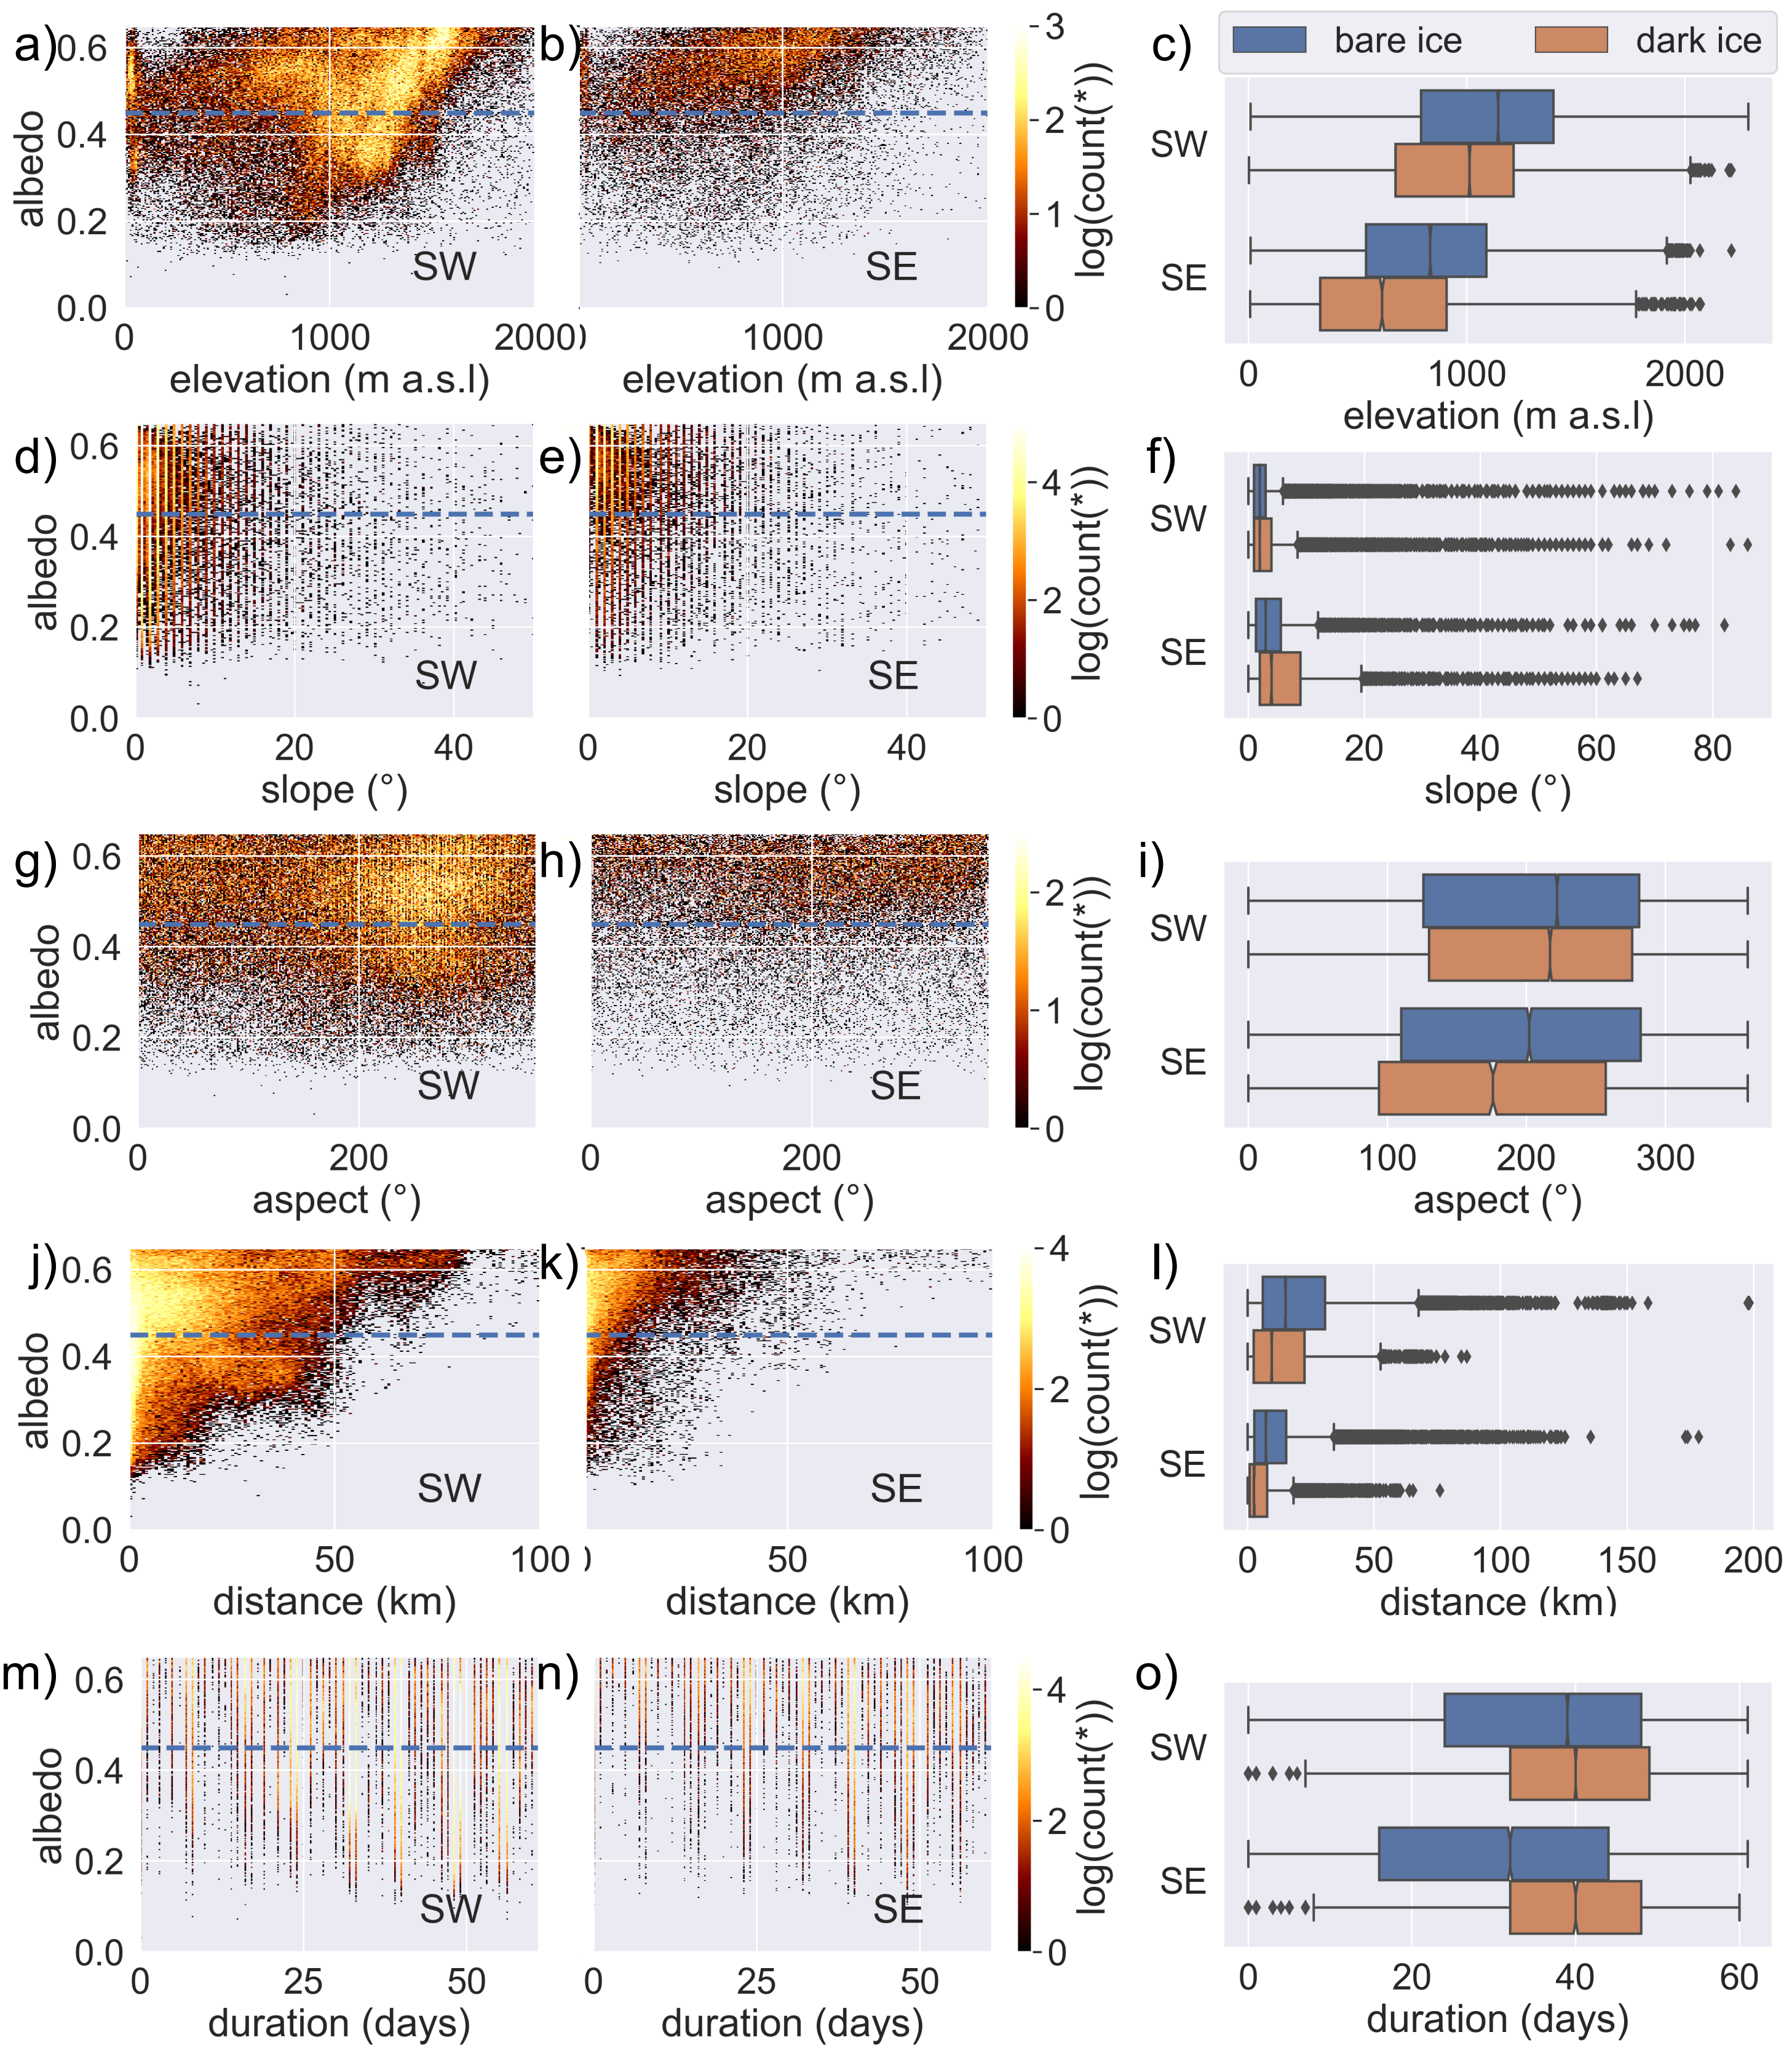 a) b) c) bare ice dark ice
0.6 0.4 0.2 0.0
albedo
SW SE
3 2 1 0
log(count(*))
SW
SE
0 1000 2000 ) 1000 2000
0 1000 2000
elevation (m a.s.l) elevation (m a.s.l) elevation (m a.s.l)
d) e) f)
0.6 0.4 0.2 0.0
albedo
SW SE
4 2 0
log(count(*))
SW
SE
0 20 40 0 20 40 0 20 40 60 80
slope (°) slope (°) slope (°)
g) h) i)
0.6 0.4 0.2 0.0
albedo
SW SE
2 1 0
log(count(*))
SW
SE
0 200 0 200 0 100 200 300
aspect (°) aspect (°) aspect (°)
j) k) l)
0.6 0.4 0.2 0.0
albedo
SW SE
4 2 0
log(count(*))
SW
SE
0 50 100 ) 50 100 0 50 100 150 200
distance (km) distance (km) distance (km)
m) n) o)
0.6 0.4 0.2 0.0
albedo
SW SE
4 2 0
log(count(*))
SW
SE
0 25 50 0 25 50 0 20 40 60
duration (days) duration (days) duration (days)